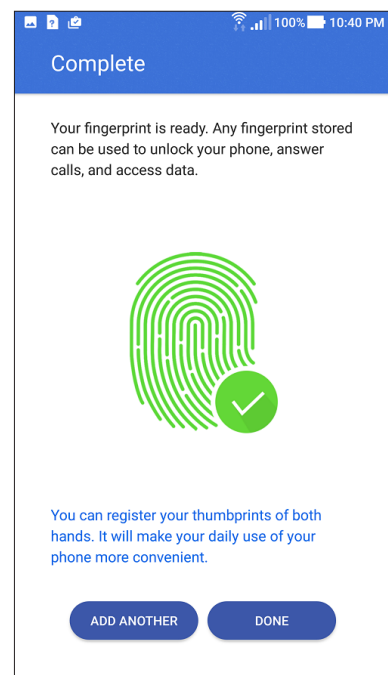 100% 10:40 PM
Complete
Your fingerprint is ready. Any fingerprint stored
can be used to unlock your phone, answer
calls, and access data.
You can register your thumbprints of both
hands. It will make your daily use of your
phone more convenient.
ADD ANOTHER DONE